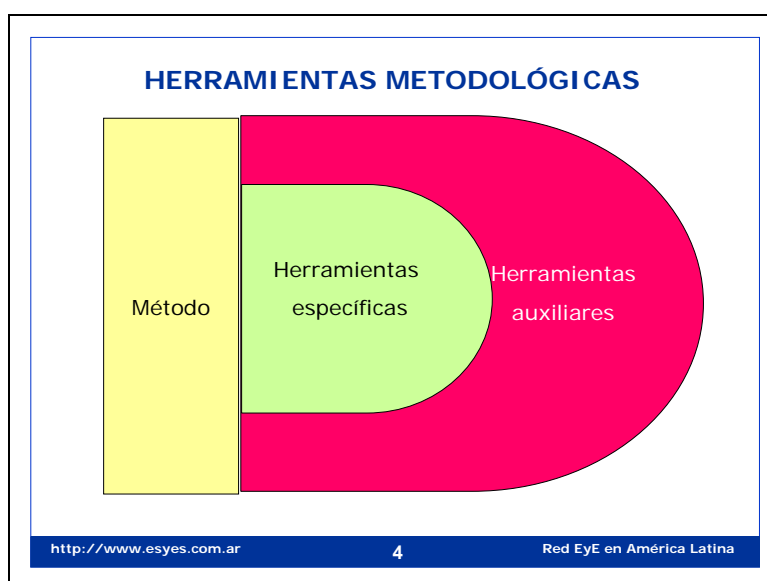 HERRAMIENTAS METODOLÓGICAS
Método
Herramientas
específicas
Herramientas
auxiliares
http://www.esyes.com.ar
4
Red EyE en América Latina